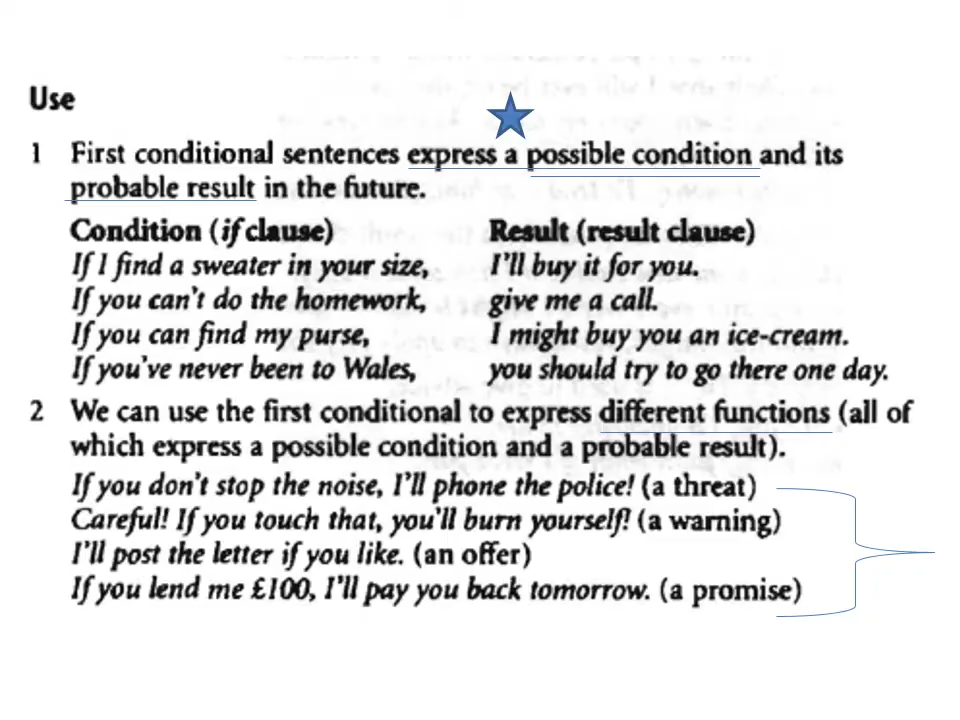 Use
1 First conditional sentences express a possible condition and its
probable result in the future.
Condition (if clause) Result (result clause)
If I find a sweater in your size, I'll buy it for you.
If you can't do the homework, give me a call.
If you can find my purse, I might buy you an ice-cream.
If you've never been to Wales, you should try to go there one day.
2 We can use the first conditional to express different functions (all of
which express a possible condition and a probable result).
If you don't stop the noise, I'll phone the police! (a threat)
Careful! If you touch that, you'll burn yourself! (a warning)
I'll post the letter if you like. (an offer)
If you lend me £100, I'll pay you back tomorrow. (a promise)